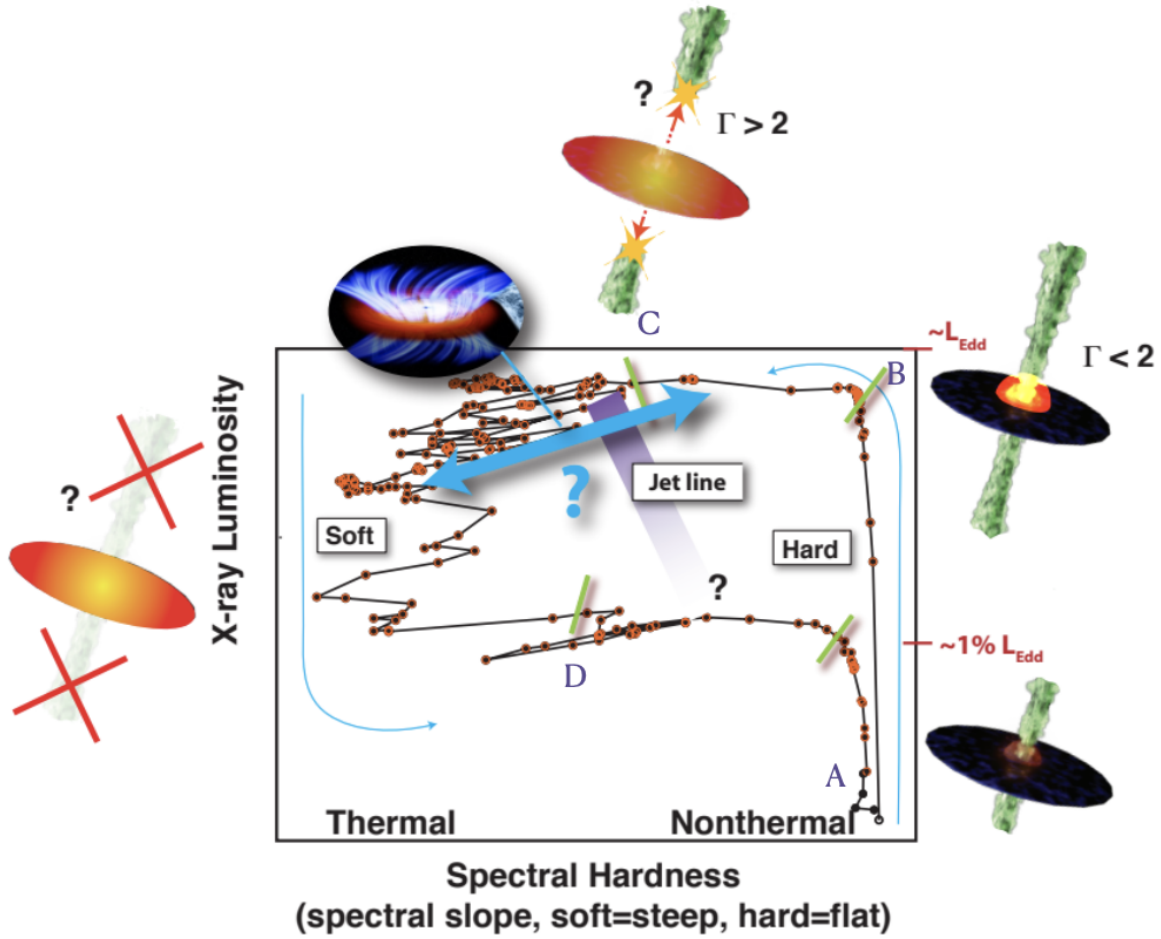 ?
Γ > 2
C
~L_Edd
Γ < 2
B
?
X-ray Luminosity
Jet line
?
Soft
Hard
?
~1% L_Edd
D
A
Thermal
Nonthermal
Spectral Hardness
(spectral slope, soft=steep, hard=flat)